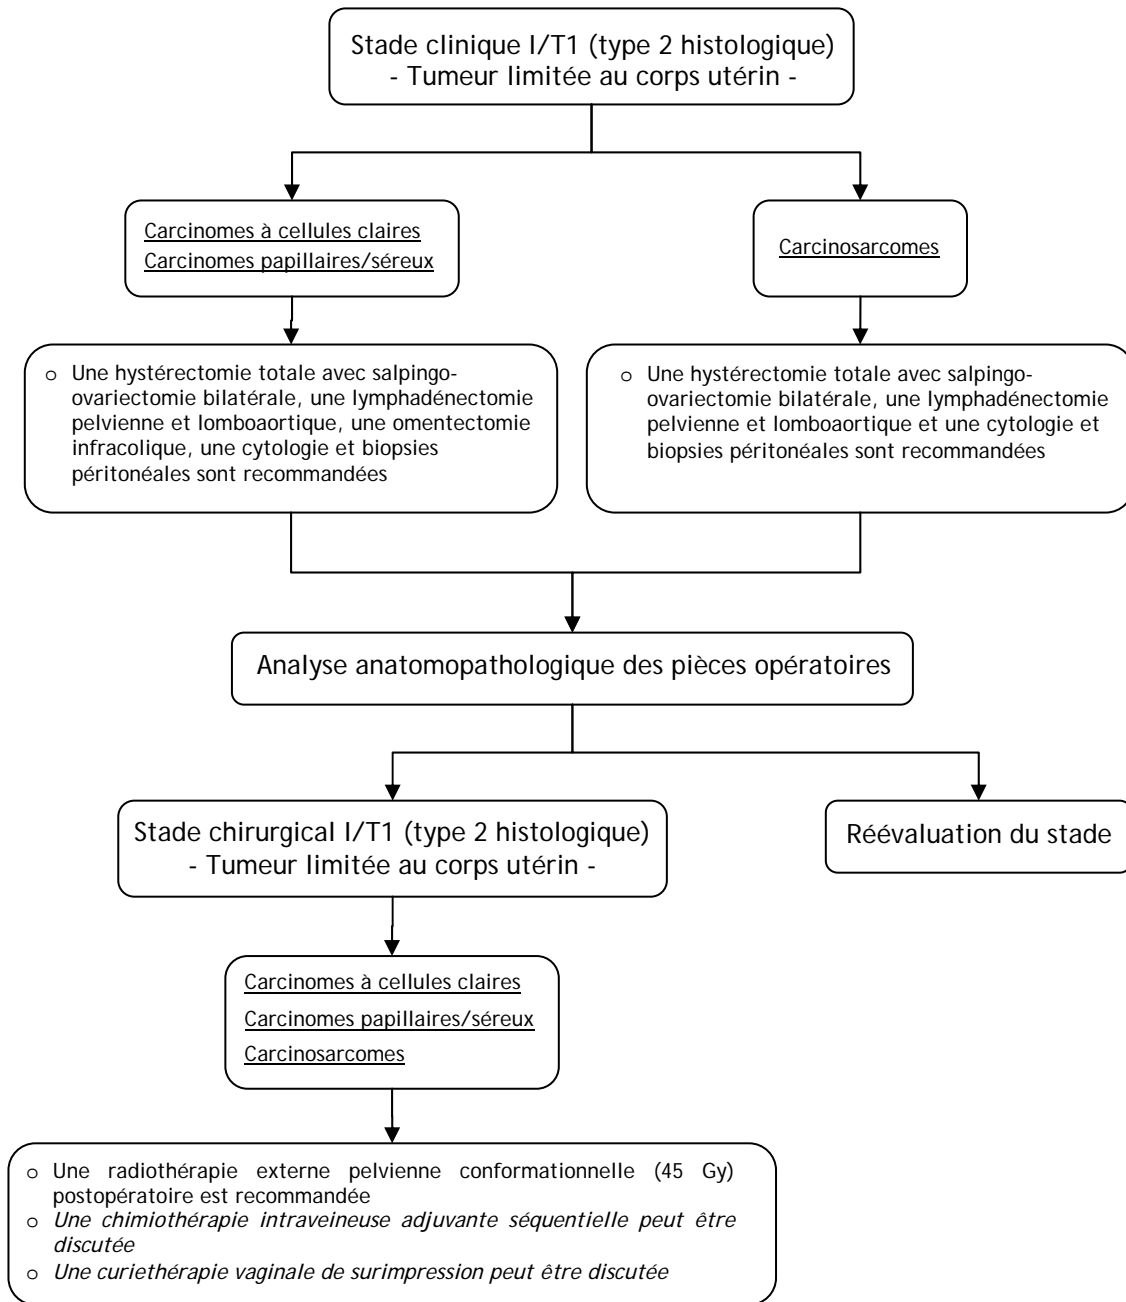 Stade clinique I/T1 (type 2 histologique)
- Tumeur limitée au corps utérin -
Carcinomes à cellules claires
Carcinomes papillaires/séreux
Carcinosarcomes
o Une hystérectomie totale avec salpingo-
ovariectomie bilatérale, une lymphadénectomie
pelvienne et lomboaortique, une omentectomie
infracolique, une cytologie et biopsies
péritonéales sont recommandées
o Une hystérectomie totale avec salpingo-
ovariectomie bilatérale, une lymphadénectomie
pelvienne et lomboaortique et une cytologie et
biopsies péritonéales sont recommandées
Analyse anatomopathologique des pièces opératoires
Stade chirurgical I/T1 (type 2 histologique)
- Tumeur limitée au corps utérin -
Réévaluation du stade
Carcinomes à cellules claires
Carcinomes papillaires/séreux
Carcinosarcomes
o Une radiothérapie externe pelvienne conformationnelle (45 Gy)
postopératoire est recommandée
o Une chimiothérapie intraveineuse adjuvante séquentielle peut être
discutée
o Une curiethérapie vaginale de surimpression peut être discutée